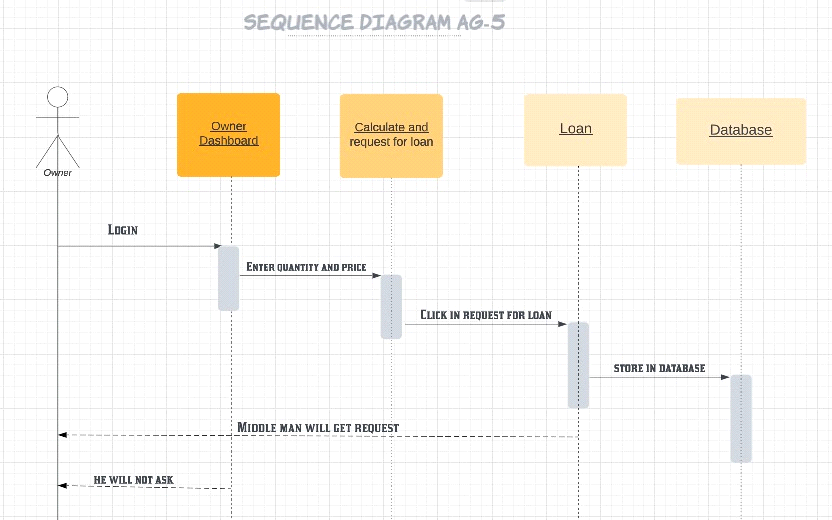 SEQUENCE DIAGRAM AG-5
Owner
Dashboard
Calculate and
request for loan
Loan
Database
Owner
LOGIN
ENTER QUANTITY AND PRICE
CLICK IN REQUEST FOR LOAN
STORE IN DATABASE
MIDDLE MAN WILL GET REQUEST
HE WILL NOT ASK